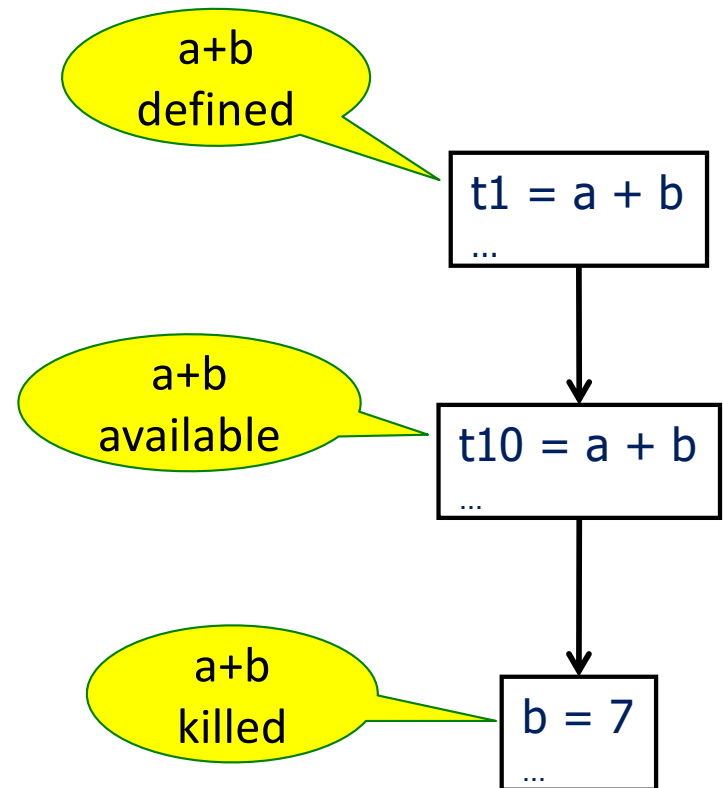 a+b
defined
t1 = a + b
...
a+b
available
t10 = a + b
...
a+b
killed
b = 7
...